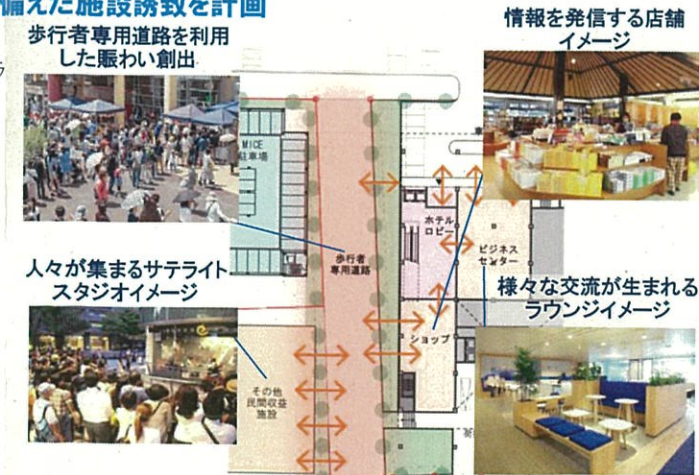 備えた施設誘致を計画
歩行者専用道路を利用
した賑わい創出
情報を発信する店舗
イメージ
MICE
駐車場
ホテル
ロビー
ビジネス
センター
歩行者
専用道路
人々が集まるサテライト
スタジオイメージ
様々な交流が生まれる
ラウンジイメージ
ショップ
その他
民間収益
施設